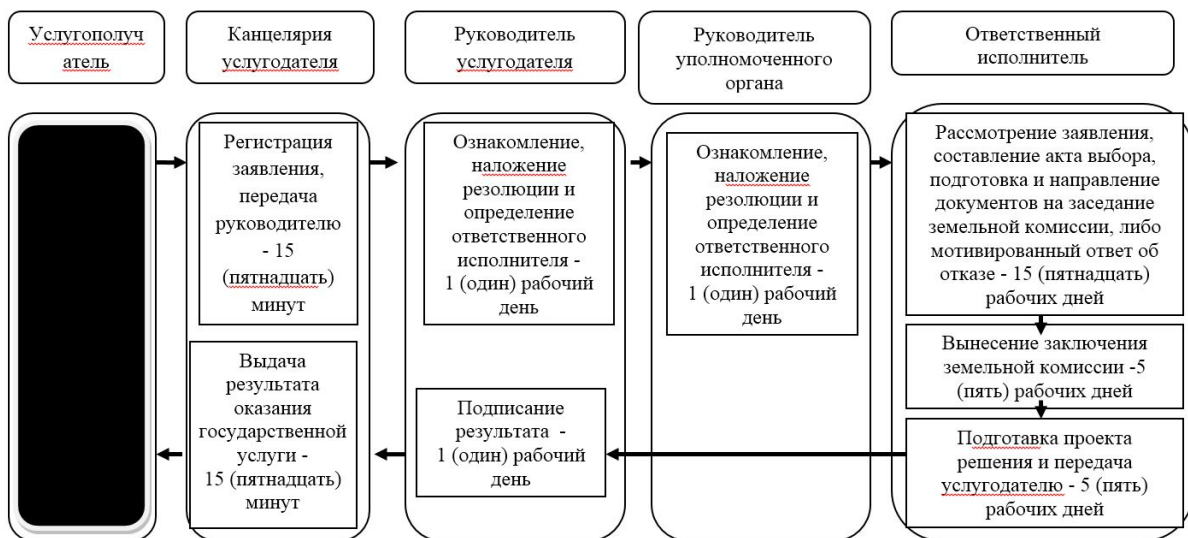 Услугополуч
атель
Канцелярия
услугодателя
Руководитель
услугодателя
Руководитель
уполномоченного
органа
Ответственный
исполнитель
Регистрация
заявления,
передача
руководителю
- 15
(пятнадцать)
минут
Ознакомление,
наложение
резолюции и
определение
ответственного
исполнителя -
1 (один) рабочий
день
Ознакомление,
наложение
резолюции и
определение
ответственного
исполнителя -
1 (один) рабочий
день
Рассмотрение заявления,
составление акта выбора,
подготовка и направление
документов на заседание
земельной комиссии, либо
мотивированный ответ об
отказе - 15 (пятнадцать)
рабочих дней
Вынесение заключения
земельной комиссии -5
(пять) рабочих дней
Подготавка проекта
решения и передача
услугодателю - 5 (пять)
рабочих дней
Подписание
результата -
1 (один) рабочий
день
Выдача
результата
оказания
государственной
услуги -
15 (пятнадцать)
минут